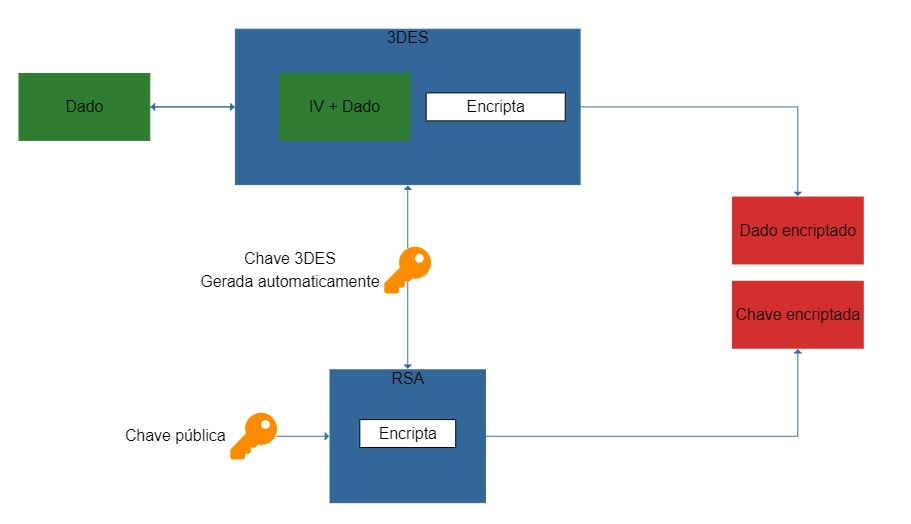 3DES
Dado
IV + Dado
Encripta
Dado encriptado
Chave 3DES
Gerada automaticamente
Chave encriptada
RSA
Chave pública
Encripta